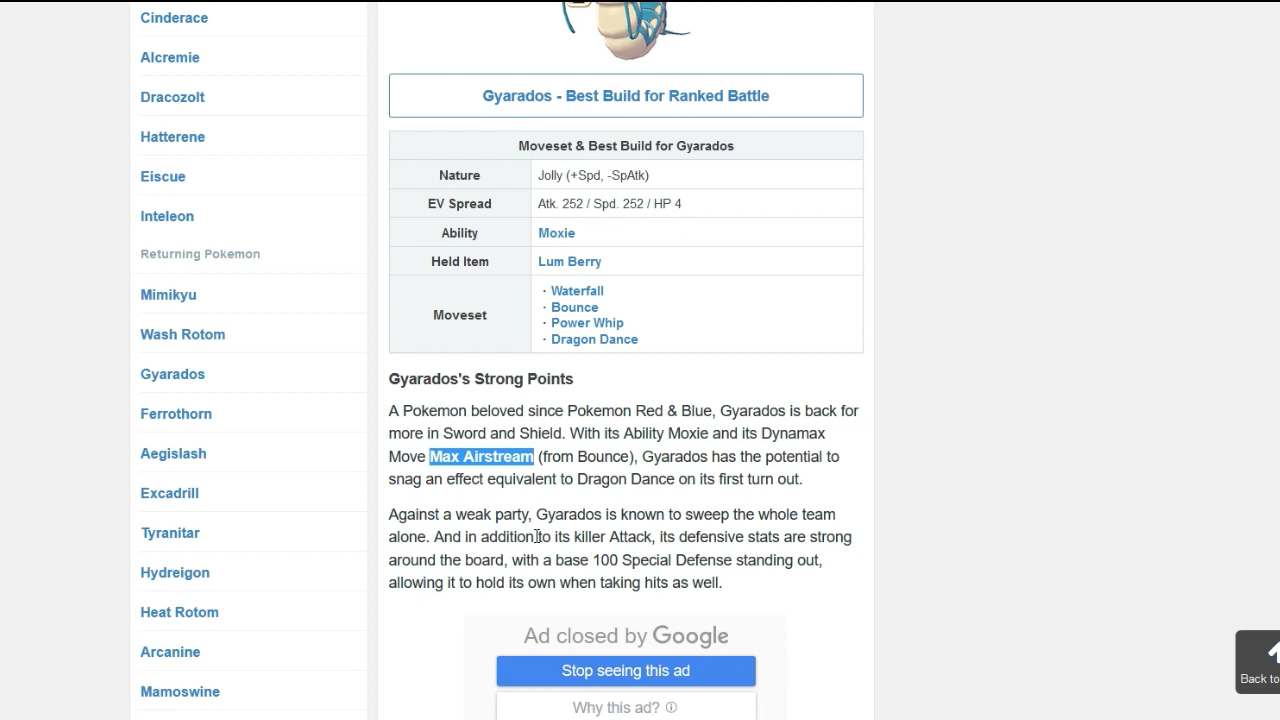 Cinderace
Alcremie
Dracozolt
Hatterene
Eiscue
Inteleon
Returning Pokemon
Mimikyu
Wash Rotom
Gyarados
Ferrothorn
Aegislash
Excadrill
Tyranitar
Hydreigon
Heat Rotom
Arcanine
Mamoswine
Gyarados - Best Build for Ranked Battle
Moveset & Best Build for Gyarados
Nature Jolly (+Spd, -SpAtk)
EV Spread Atk. 252 / Spd. 252 / HP 4
Ability Moxie
Held Item Lum Berry
Moveset
・Waterfall
・Bounce
・Power Whip
・Dragon Dance
Gyarados's Strong Points
A Pokemon beloved since Pokemon Red & Blue, Gyarados is back for
more in Sword and Shield. With its Ability Moxie and its Dynamax
Move Max Airstream (from Bounce), Gyarados has the potential to
snag an effect equivalent to Dragon Dance on its first turn out.
Against a weak party, Gyarados is known to sweep the whole team
alone. And in addition to its killer Attack, its defensive stats are strong
around the board, with a base 100 Special Defense standing out,
allowing it to hold its own when taking hits as well.
Ad closed by Google
Stop seeing this ad
Why this ad?
Back to